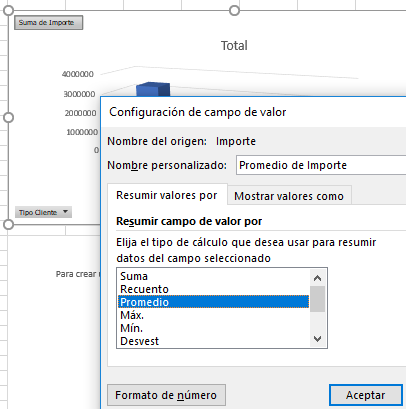 Suma de Importe
Total
4000000
3000000
2000000
1000000
0
Tipo Cliente
Para crear
Configuración de campo de valor
Nombre del origen: Importe
Nombre personalizado: Promedio de Importe
Resumir valores por
Mostrar valores como
Resumir campo de valor por
Elija el tipo de cálculo que desea usar para resumir
datos del campo seleccionado
Suma
Recuento
Promedio
Máx.
Mín.
Desvest
Formato de número
Aceptar